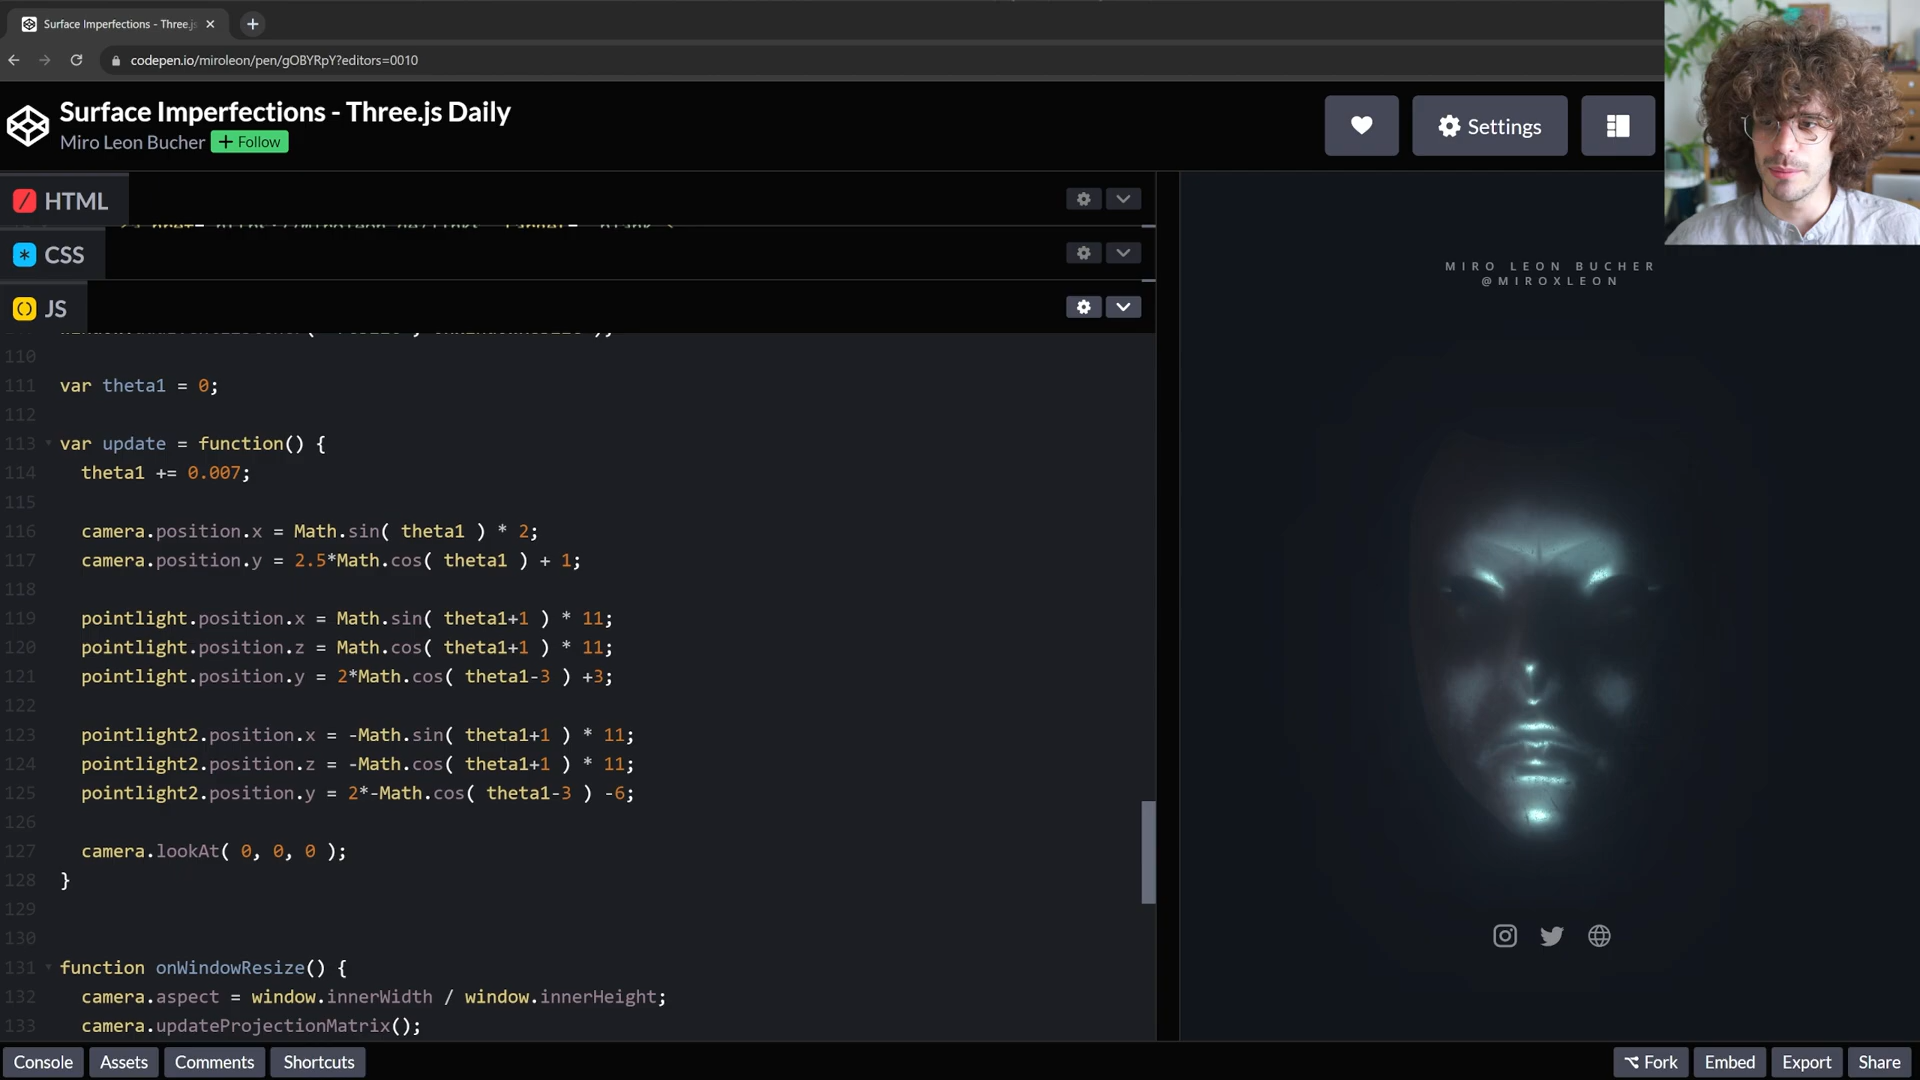 Surface Imperfections - Three.js
codepen.io/miroleon/pen/gOBYRpY?editors=0010
Surface Imperfections - Three.js Daily
Miro Leon Bucher
+ Follow
Settings
HTML
CSS
JS
110
111 var theta1 = 0;
112
113 var update = function() {
114 theta1 += 0.007;
115
116 camera.position.x = Math.sin( theta1 ) * 2;
117 camera.position.y = 2.5*Math.cos( theta1 ) + 1;
118
119 pointlight.position.x = Math.sin( theta1+1 ) * 11;
120 pointlight.position.z = Math.cos( theta1+1 ) * 11;
121 pointlight.position.y = 2*Math.cos( theta1-3 ) +3;
122
123 pointlight2.position.x = -Math.sin( theta1+1 ) * 11;
124 pointlight2.position.z = -Math.cos( theta1+1 ) * 11;
125 pointlight2.position.y = 2*-Math.cos( theta1-3 ) -6;
126
127 camera.lookAt( 0, 0, 0 );
128 }
129
130
131 function onWindowResize() {
132 camera.aspect = window.innerWidth / window.innerHeight;
133 camera.updateProjectionMatrix();
MIRO LEON BUCHER
@MIROXLEON
Console
Assets
Comments
Shortcuts
Fork
Embed
Export
Share